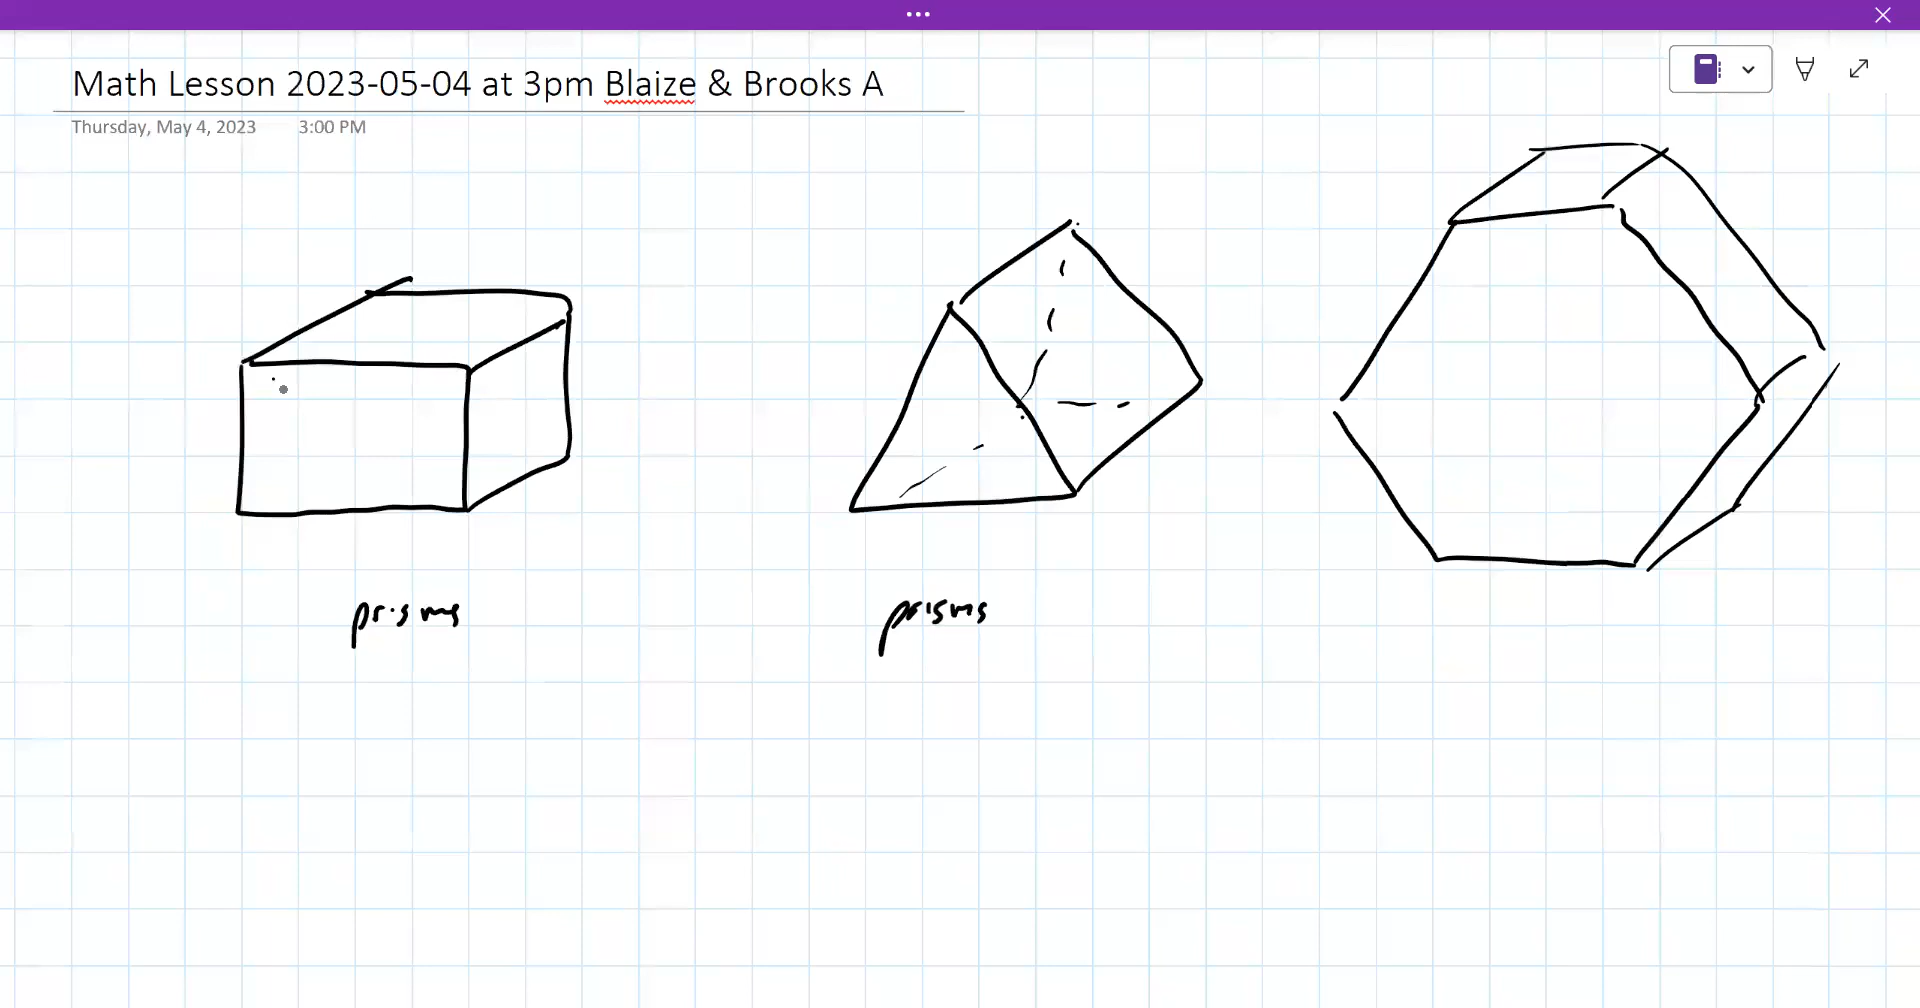 Math Lesson 2023-05-04 at 3pm Blaize & Brooks A
Thursday, May 4, 2023 3:00 PM
prisms
prisms